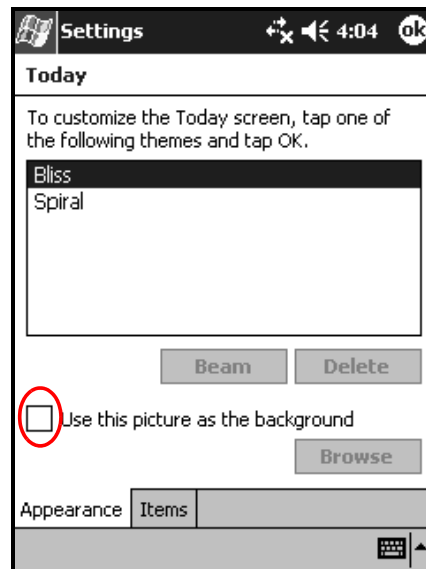 Settings 4:04 ok
Today
To customize the Today screen, tap one of
the following themes and tap OK.
Bliss
Spiral
Beam Delete
Use this picture as the background
Browse
Appearance Items